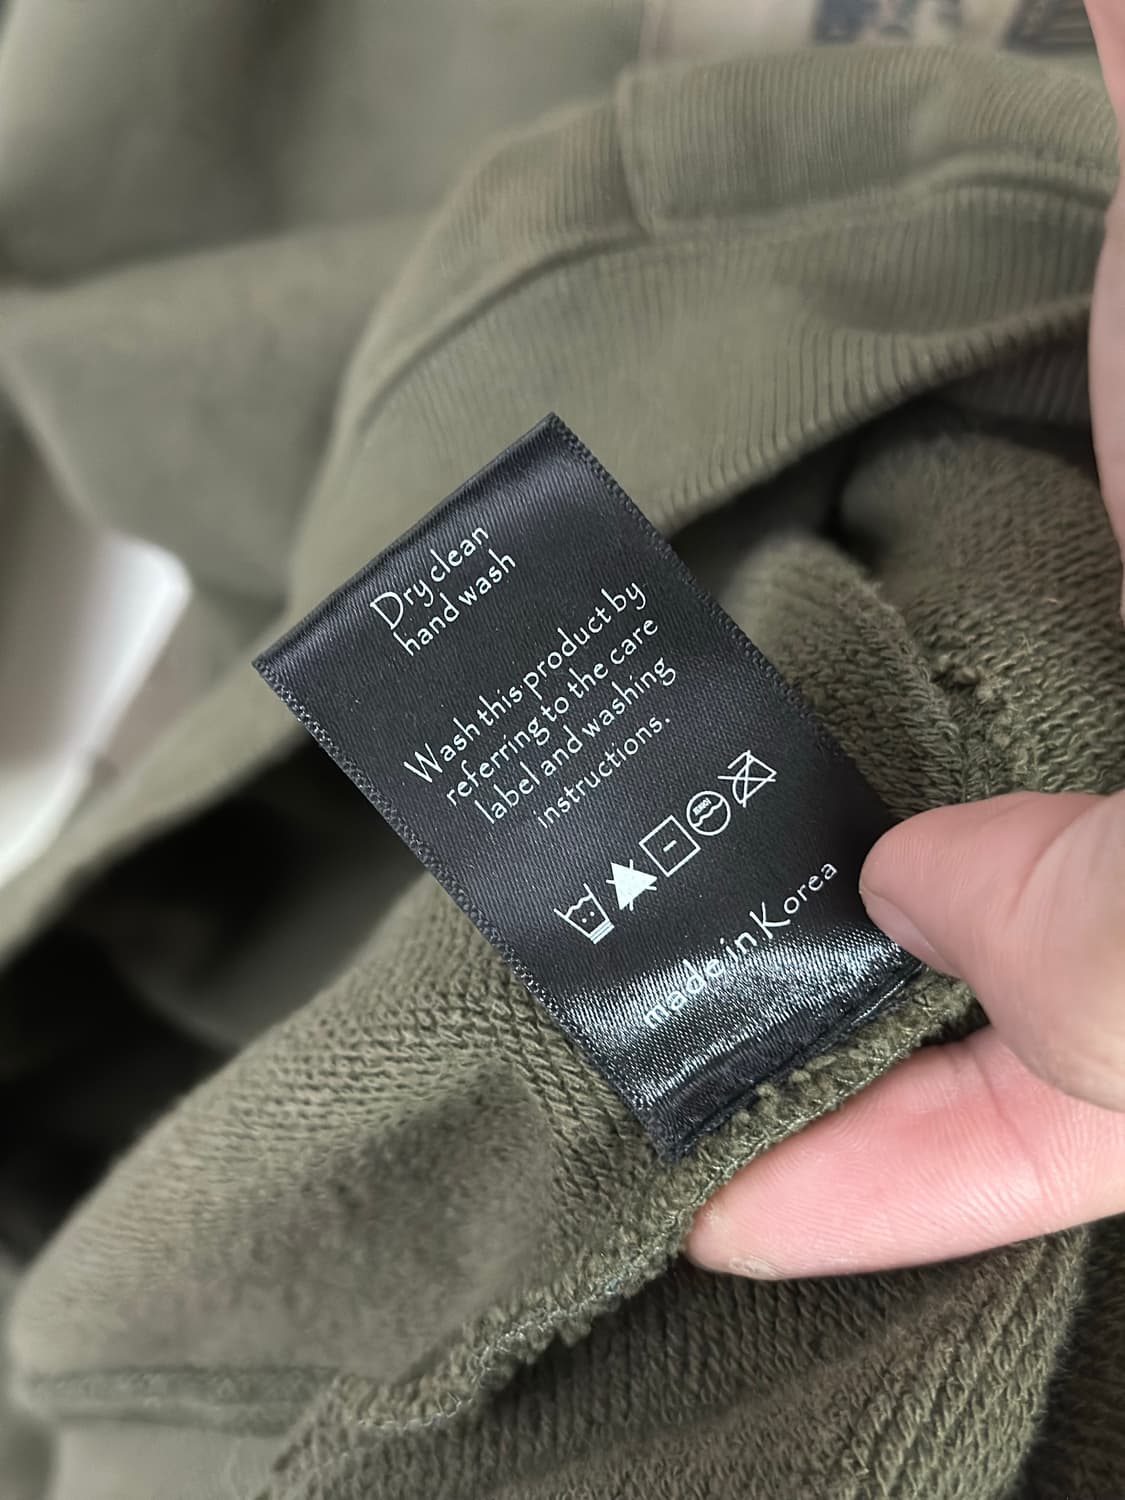 Dry clean
hand wash
Wash this product by
referring to the care
label and washing
instructions.
made in Korea